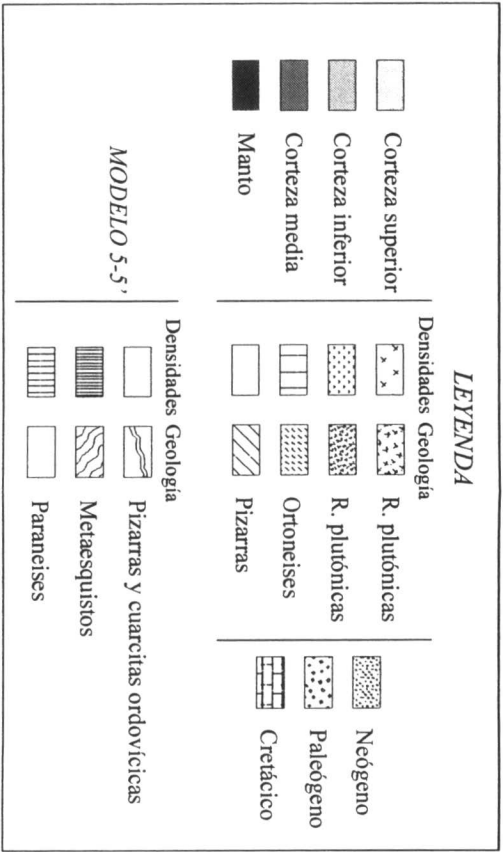 LEYENDA
Corteza superior
Corteza inferior
Corteza media
Manto
Densidades Geología
R. plutónicas
R. plutónicas
Ortoneises
Pizarras
Neógeno
Paleógeno
Cretácico
MODELO 5-5'
Densidades Geología
Pizarras y cuarcitas ordovícicas
Metaesquistos
Paraneises